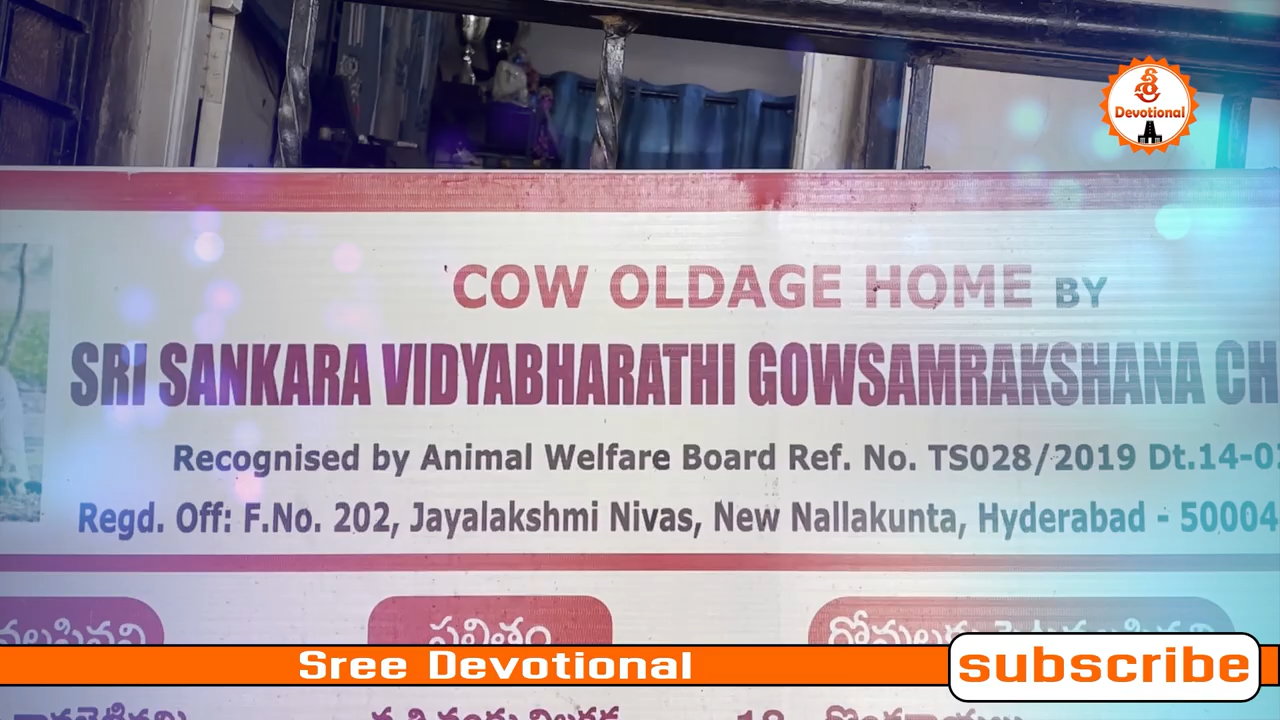 శ్రీ
Devotional
COW OLDAGE HOME BY
SRI SANKARA VIDYABHARATHI GOWSAMRAKSHANA CH
Recognised by Animal Welfare Board Ref. No. TS028/2019 Dt.14-0
Regd. Off: F.No. 202, Jayalakshmi Nivas, New Nallakunta, Hyderabad - 50004
Sree Devotional
subscribe